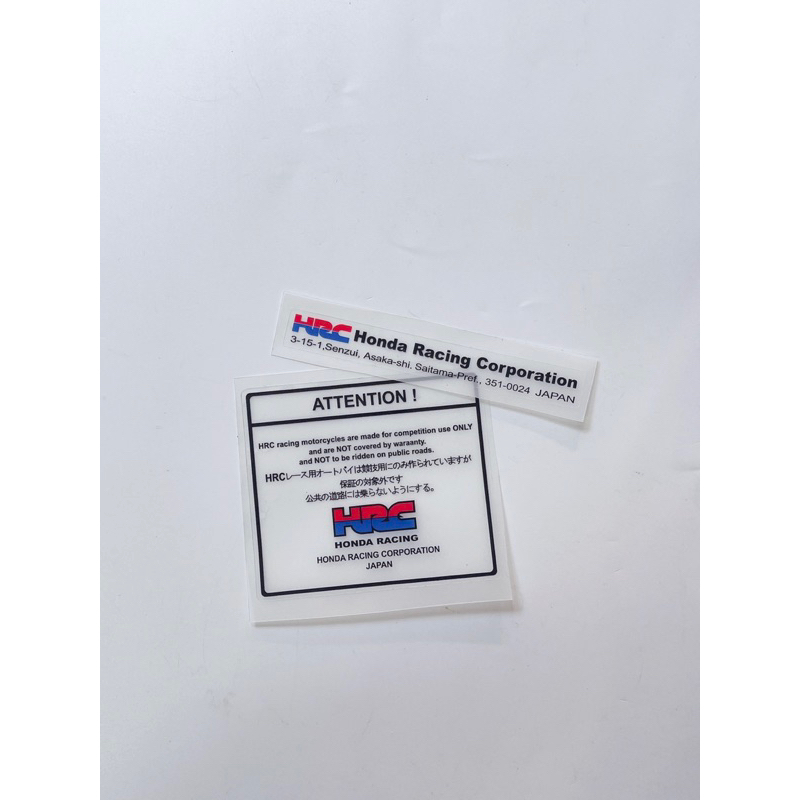 HRC Honda Racing Corporation
3-15-1,Senzui, Asaka-shi, Saitama-Pref., 351-0024 JAPAN
ATTENTION !
HRC racing motorcycles are made for competition use ONLY
and are NOT covered by waraanty.
and NOT to be ridden on public roads.
HRCレース用オートバイは競技用にのみ作られていますが
保証の対象外です
公共の道路には乗らないようにする。
HRC
HONDA RACING
HONDA RACING CORPORATION
JAPAN